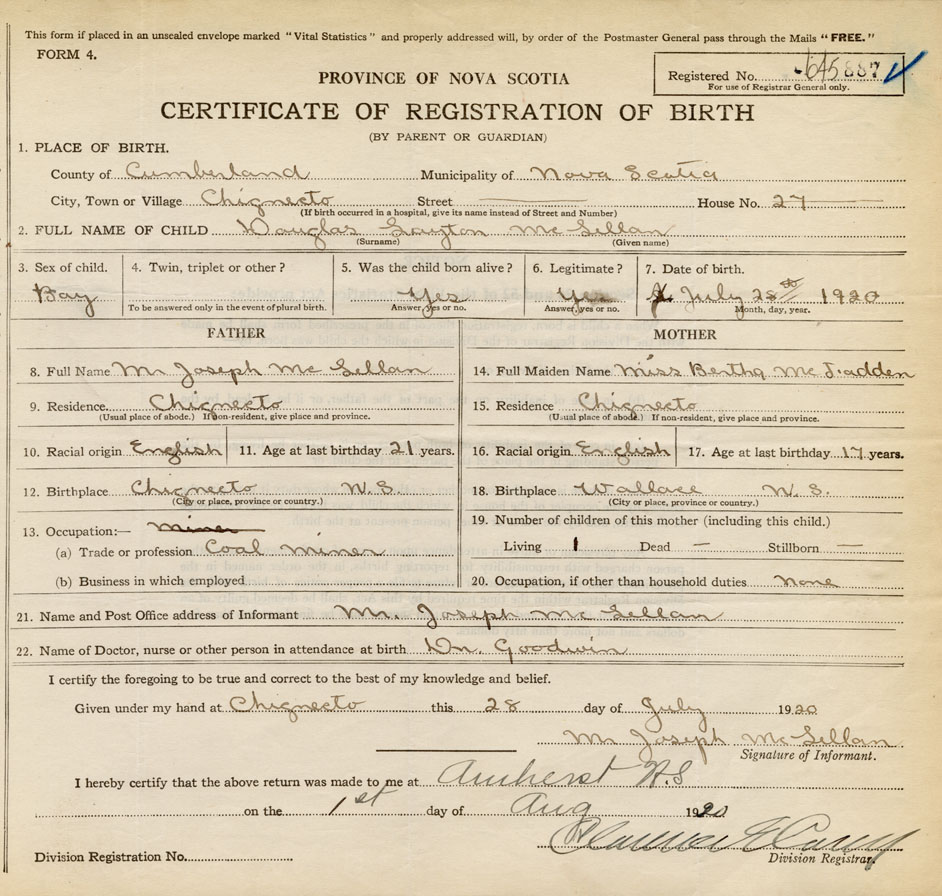 This form if placed in an unsealed envelope marked "Vital Statistics" and properly addressed will, by order of the Postmaster General pass through the Mails "FREE."
FORM 4.
PROVINCE OF NOVA SCOTIA
Registered No. 645887 ✓
For use of Registrar General only.
CERTIFICATE OF REGISTRATION OF BIRTH
(BY PARENT OR GUARDIAN)
1. PLACE OF BIRTH.
County of Cumberland Municipality of Nova Scotia
City, Town or Village Chignecto Street — House No. 27
(If birth occurred in a hospital, give its name instead of Street and Number)
2. FULL NAME OF CHILD Douglas Layton McLellan
(Surname) (Given name)
3. Sex of child. 4. Twin, triplet or other? 5. Was the child born alive? 6. Legitimate? 7. Date of birth.
Boy Yes Yes July 28th 1920
To be answered only in the event of plural birth. Answer yes or no. Answer yes or no. Month, day, year.
FATHER MOTHER
8. Full Name Mr Joseph McLellan 14. Full Maiden Name Miss Bertha McFadden
9. Residence. Chignecto 15. Residence Chignecto
(Usual place of abode.) If non-resident, give place and province. (Usual place of abode.) If non-resident, give place and province.
10. Racial origin English 11. Age at last birthday 21 years. 16. Racial origin English 17. Age at last birthday 17 years.
12. Birthplace Chignecto N.S. 18. Birthplace Wallace N.S.
(City or place, province or country.) (City or place, province or country.)
13. Occupation:— miner 19. Number of children of this mother (including this child.)
(a) Trade or profession Coal miner Living 1 Dead — Stillborn —
(b) Business in which employed 20. Occupation, if other than household duties None
21. Name and Post Office address of Informant Mr. Joseph McLellan
22. Name of Doctor, nurse or other person in attendance at birth Dr. Goodwin
I certify the foregoing to be true and correct to the best of my knowledge and belief.
Given under my hand at Chignecto this 28 day of July 1920
Mr Joseph McLellan
Signature of Informant.
I hereby certify that the above return was made to me at Amherst N.S
on the 1st day of Aug 1920
Division Registration No. Division Registrar.